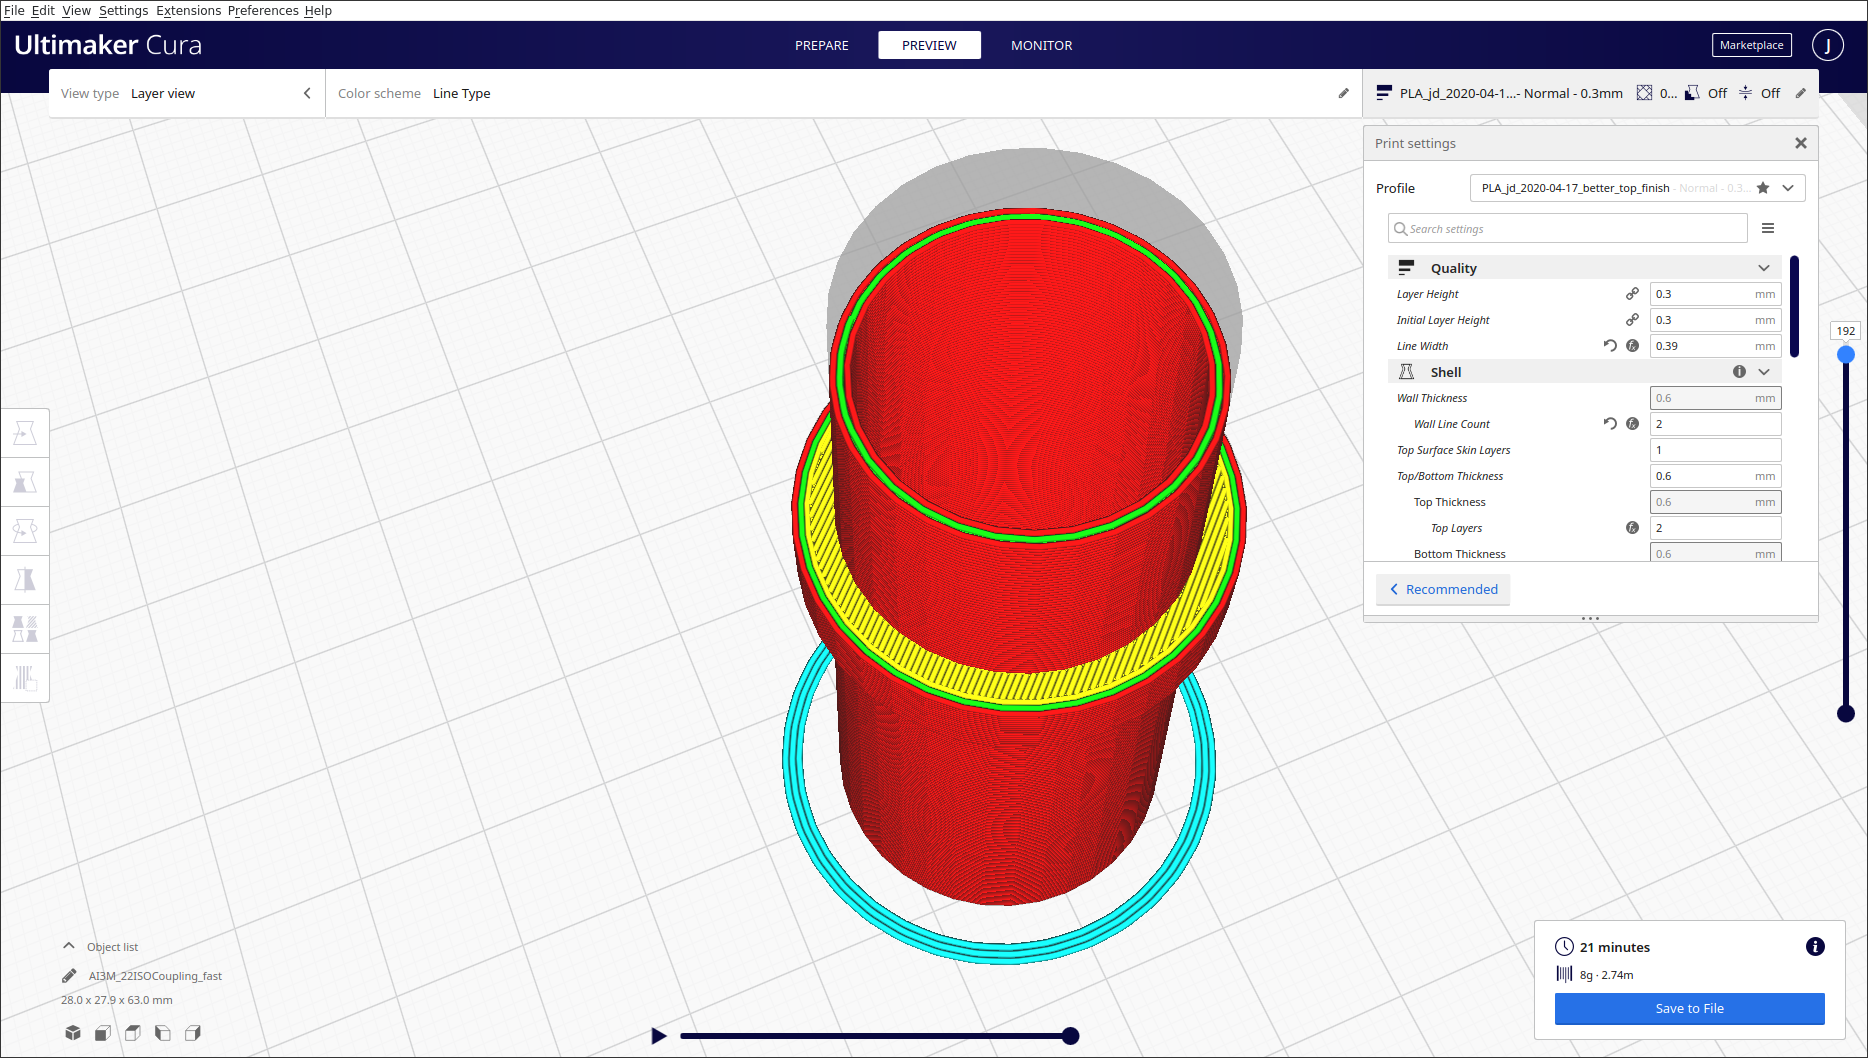 File Edit View Settings Extensions Preferences Help
Ultimaker Cura
PREPARE PREVIEW MONITOR
Marketplace J
View type Layer view
Color scheme Line Type
PLA_jd_2020-04-1...- Normal - 0.3mm 0... Off Off
Print settings
Profile PLA_jd_2020-04-17_better_top_finish - Normal - 0.3...
Search settings
Quality
Layer Height 0.3 mm
Initial Layer Height 0.3 mm
Line Width 0.39 mm
Shell
Wall Thickness 0.6 mm
Wall Line Count 2
Top Surface Skin Layers 1
Top/Bottom Thickness 0.6 mm
Top Thickness 0.6 mm
Top Layers 2
Bottom Thickness 0.6 mm
Recommended
192
Object list
AI3M_22ISOCoupling_fast
28.0 x 27.9 x 63.0 mm
21 minutes
8g · 2.74m
Save to File